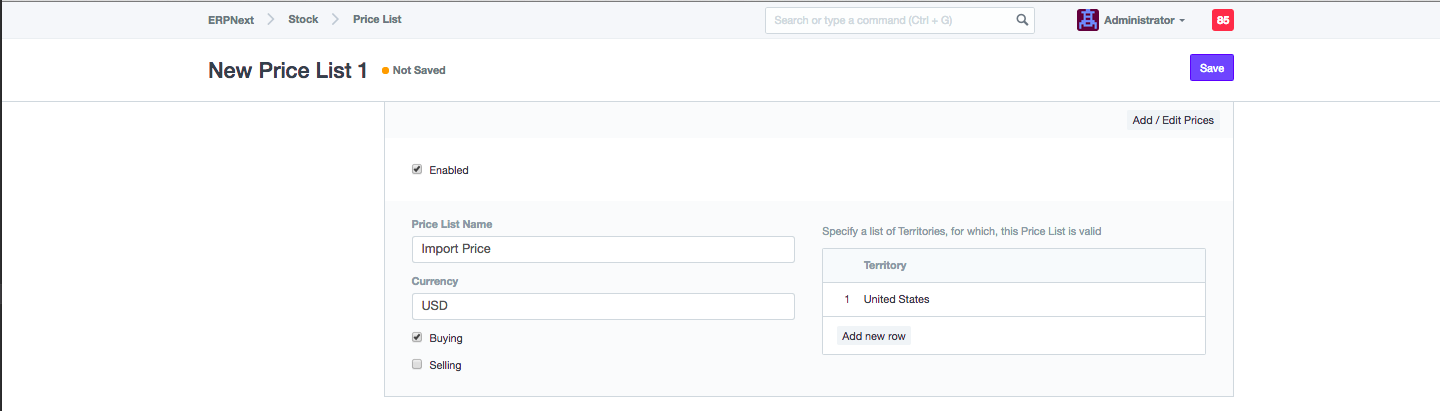 ERPNext Stock Price List Search or type a command (Ctrl + G) Administrator 85
New Price List 1 Not Saved Save
Add / Edit Prices
Enabled
Price List Name
Import Price
Currency
USD
Buying
Selling
Specify a list of Territories, for which, this Price List is valid
Territory
1 United States
Add new row